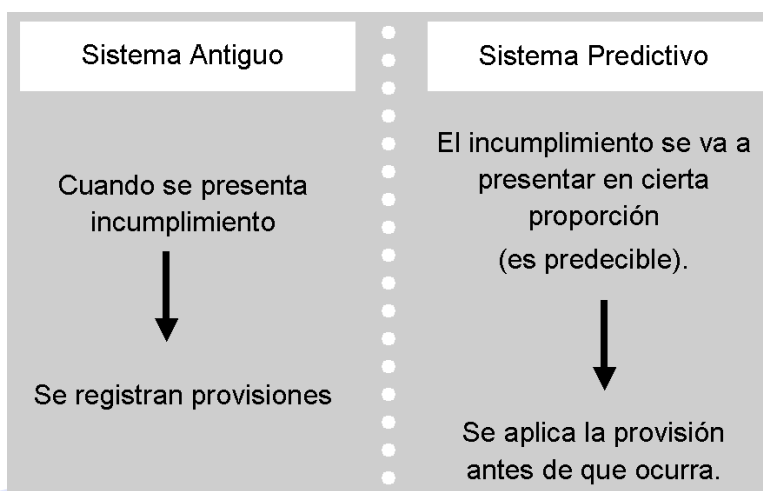 Sistema Antiguo
Cuando se presenta
incumplimiento
Se registran provisiones
Sistema Predictivo
El incumplimiento se va a
presentar en cierta
proporción
(es predecible).
Se aplica la provisión
antes de que ocurra.